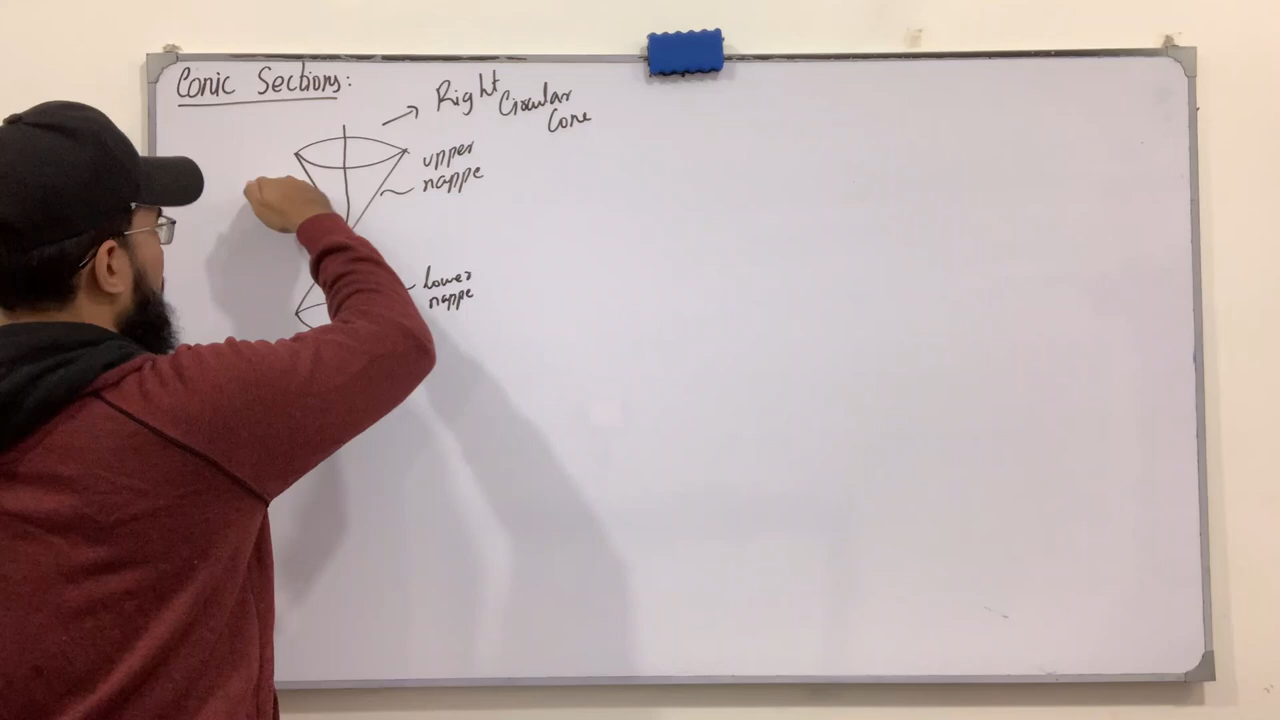 Conic Sections:
Right Circular
Cone
upper
nappe
lower
nappe